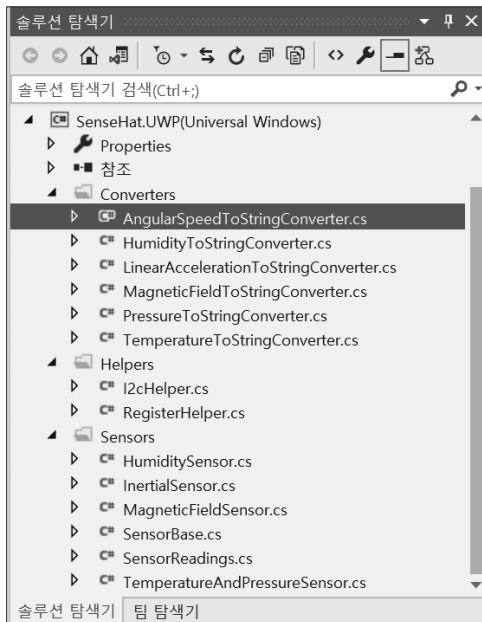 솔루션 탐색기
솔루션 탐색기 검색(Ctrl+;)
C# SenseHat.UWP(Universal Windows)
Properties
참조
Converters
C# AngularSpeedToStringConverter.cs
C# HumidityToStringConverter.cs
C# LinearAccelerationToStringConverter.cs
C# MagneticFieldToStringConverter.cs
C# PressureToStringConverter.cs
C# TemperatureToStringConverter.cs
Helpers
C# I2cHelper.cs
C# RegisterHelper.cs
Sensors
C# HumiditySensor.cs
C# InertialSensor.cs
C# MagneticFieldSensor.cs
C# SensorBase.cs
C# SensorReadings.cs
C# TemperatureAndPressureSensor.cs
솔루션 탐색기 팀 탐색기